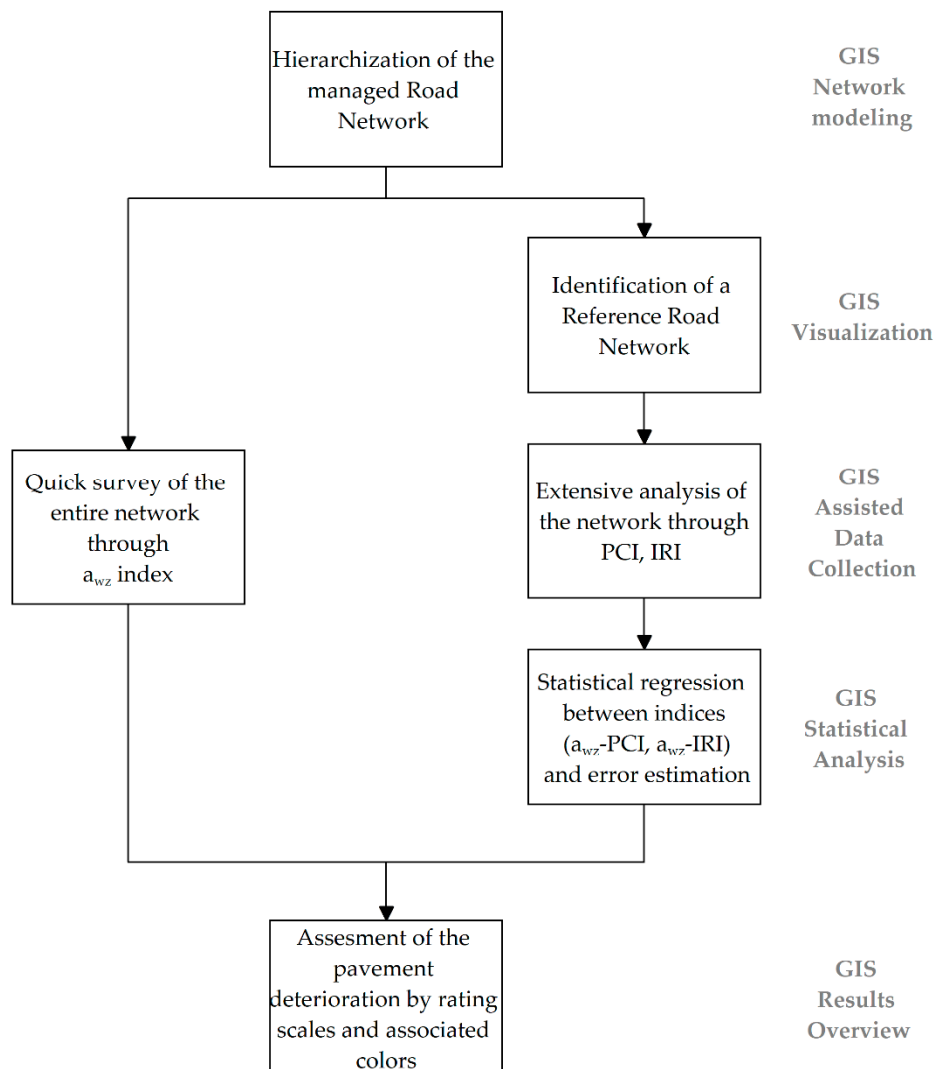 Hierarchization of the
managed Road
Network
GIS
Network
modeling
Identification of a
Reference Road
Network
GIS
Visualization
Quick survey of the
entire network
through
a_wz index
Extensive analysis of
the network through
PCI, IRI
GIS
Assisted
Data
Collection
Statistical regression
between indices
(a_wz-PCI, a_wz-IRI)
and error estimation
GIS
Statistical
Analysis
Assesment of the
pavement
deterioration by rating
scales and associated
colors
GIS
Results
Overview